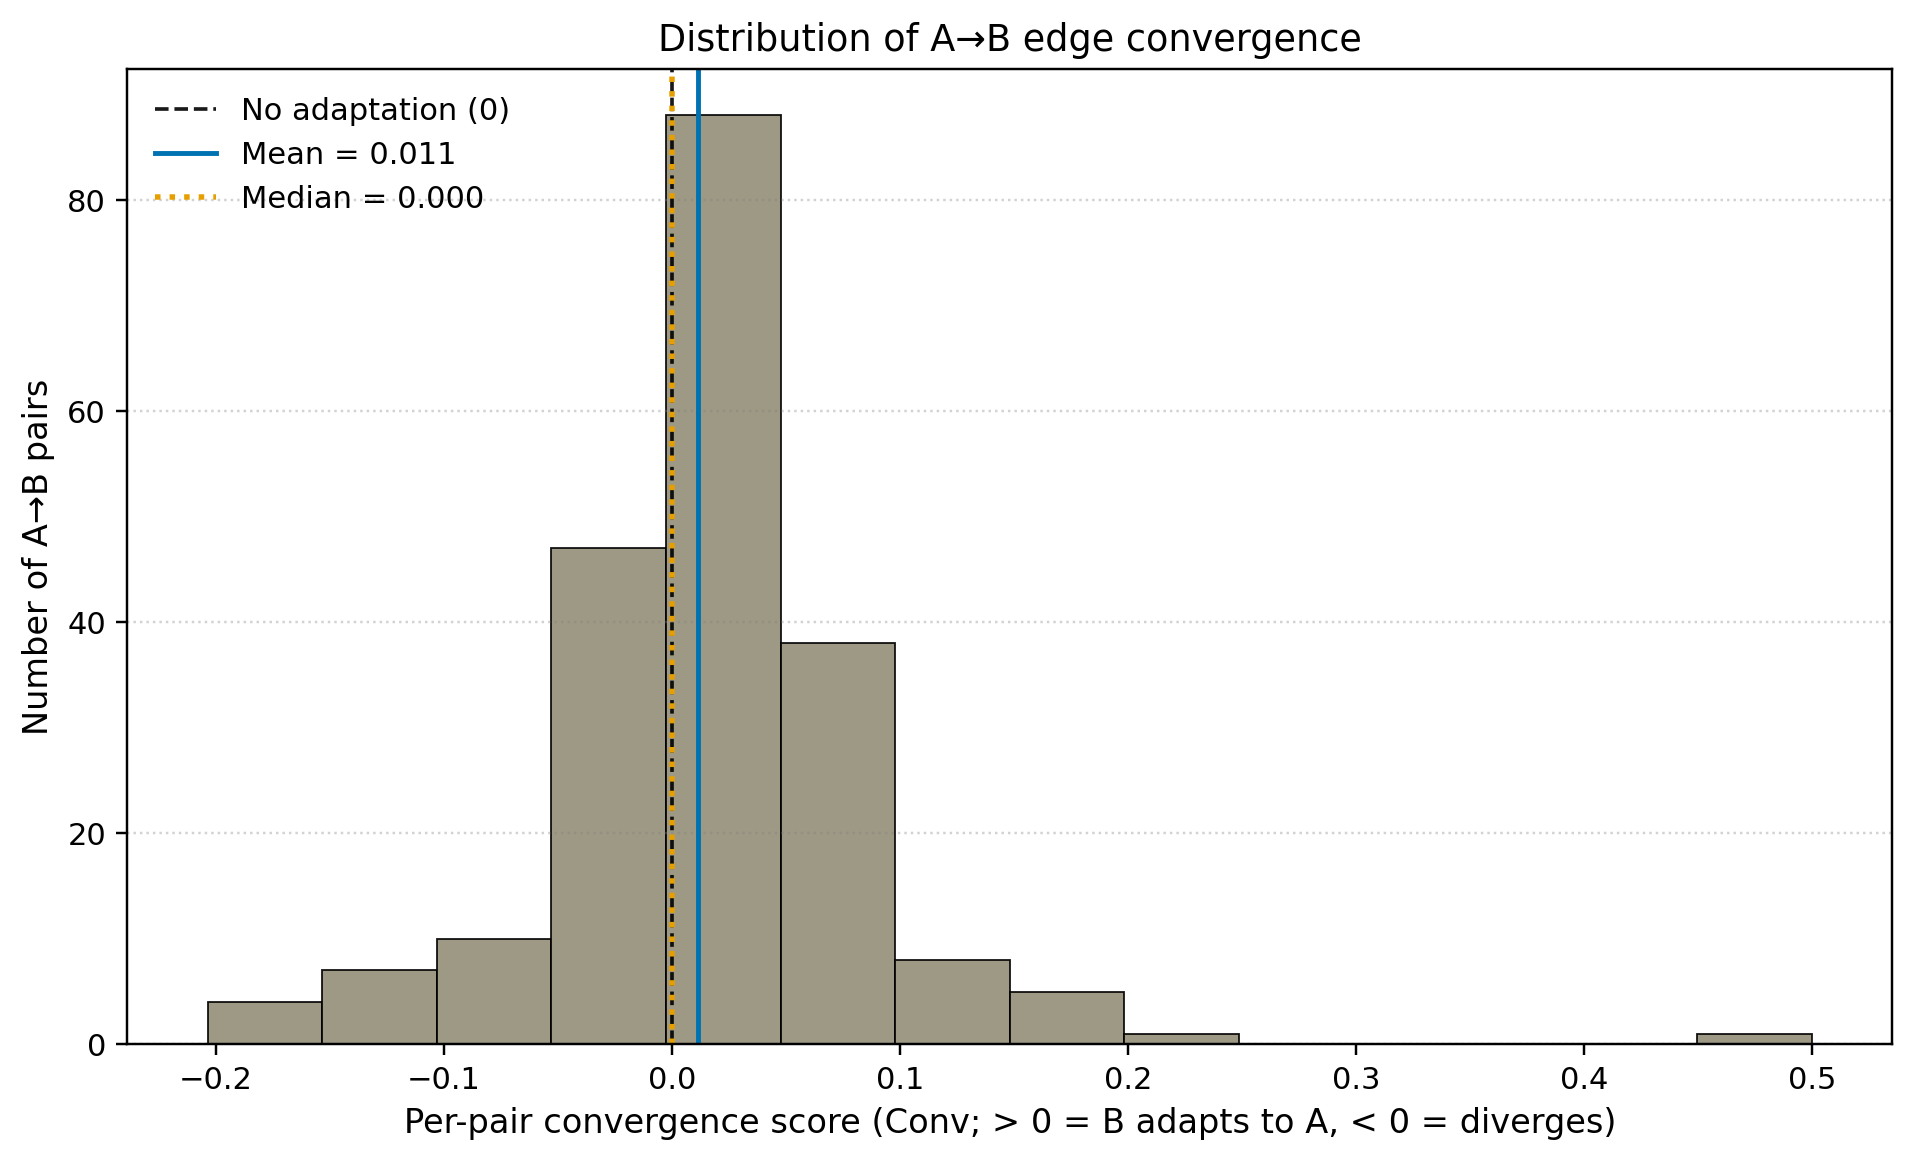 Distribution of A→B edge convergence
No adaptation (0)
Mean = 0.011
Median = 0.000
Number of A→B pairs
80
60
40
20
0
−0.2 −0.1 0.0 0.1 0.2 0.3 0.4 0.5
Per-pair convergence score (Conv; > 0 = B adapts to A, < 0 = diverges)